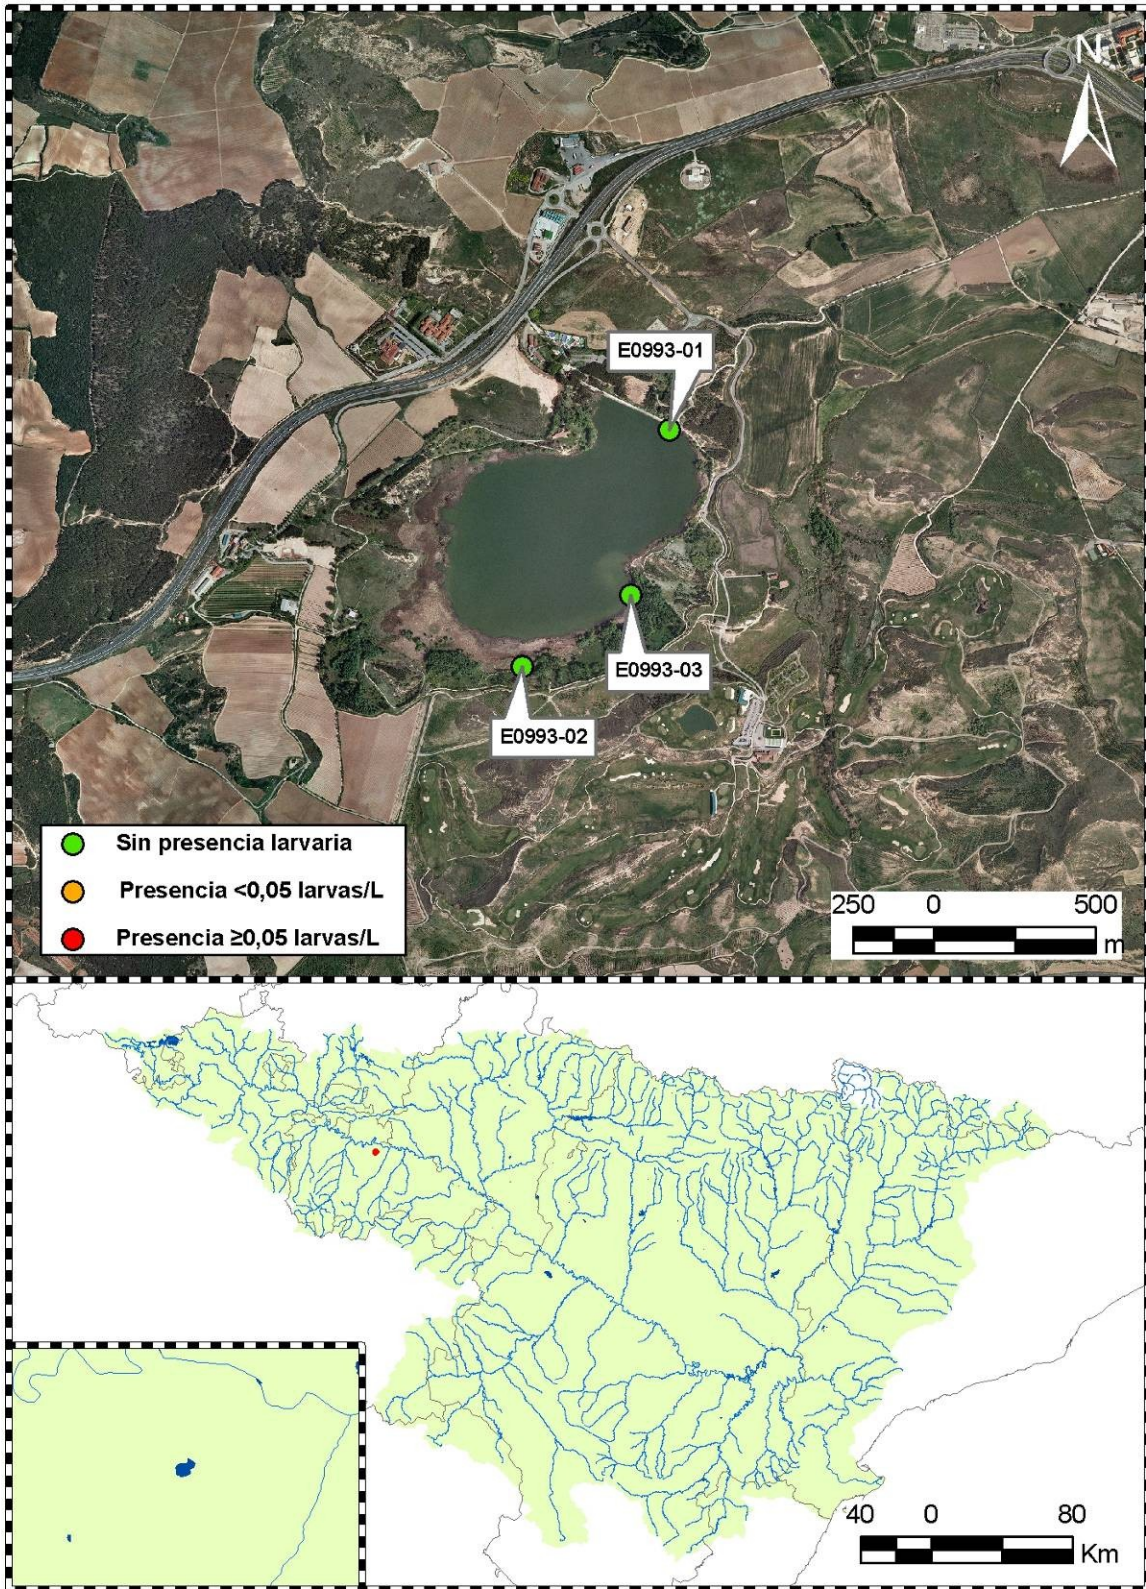 N
E0993-01
E0993-03
E0993-02
Sin presencia larvaria
Presencia <0,05 larvas/L
Presencia ≥0,05 larvas/L
250 0 500
m
40 0 80
Km